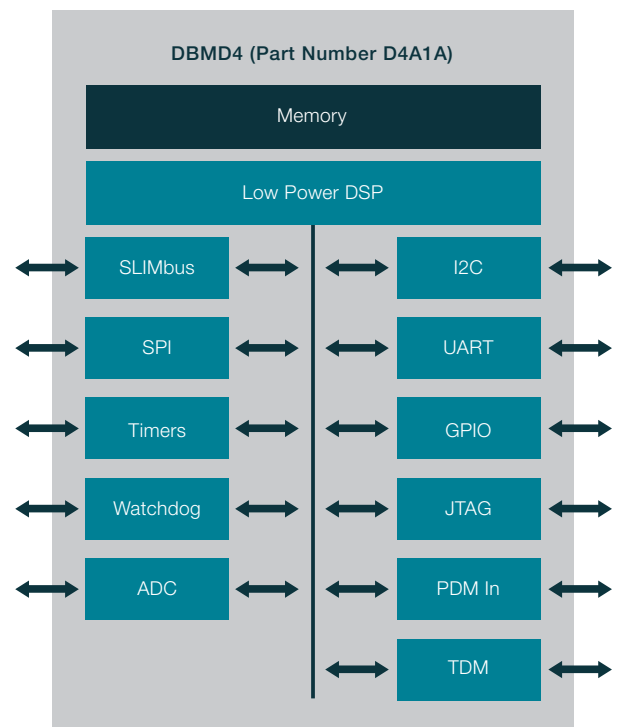 DBMD4 (Part Number D4A1A)
Memory
Low Power DSP
SLIMbus
I2C
SPI
UART
Timers
GPIO
Watchdog
JTAG
ADC
PDM In
TDM